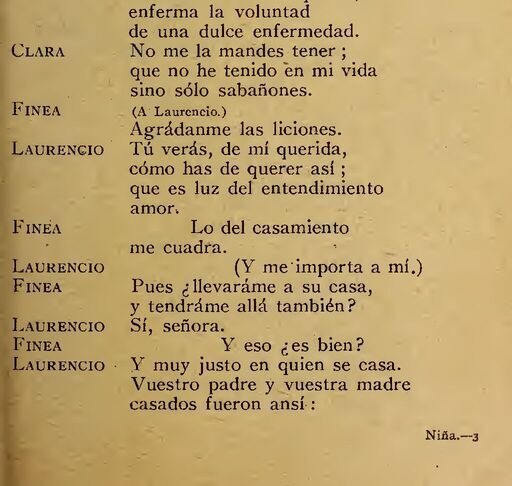 enferma la voluntad
de una dulce enfermedad.
CLARA No me la mandes tener;
que no he tenido en mi vida
sino sólo sabañones.
FINEA (A Laurencio.)
Agrádanme las liciones.
LAURENCIO Tú verás, de mí querida,
cómo has de querer así;
que es luz del entendimiento
amor.
FINEA Lo del casamiento
me cuadra.
LAURENCIO (Y me importa a mí.)
FINEA Pues ¿llevaráme a su casa,
y tendráme allá también?
LAURENCIO Sí, señora.
FINEA Y eso ¿es bien?
LAURENCIO Y muy justo en quien se casa.
Vuestro padre y vuestra madre
casados fueron ansí:
Niña.—3